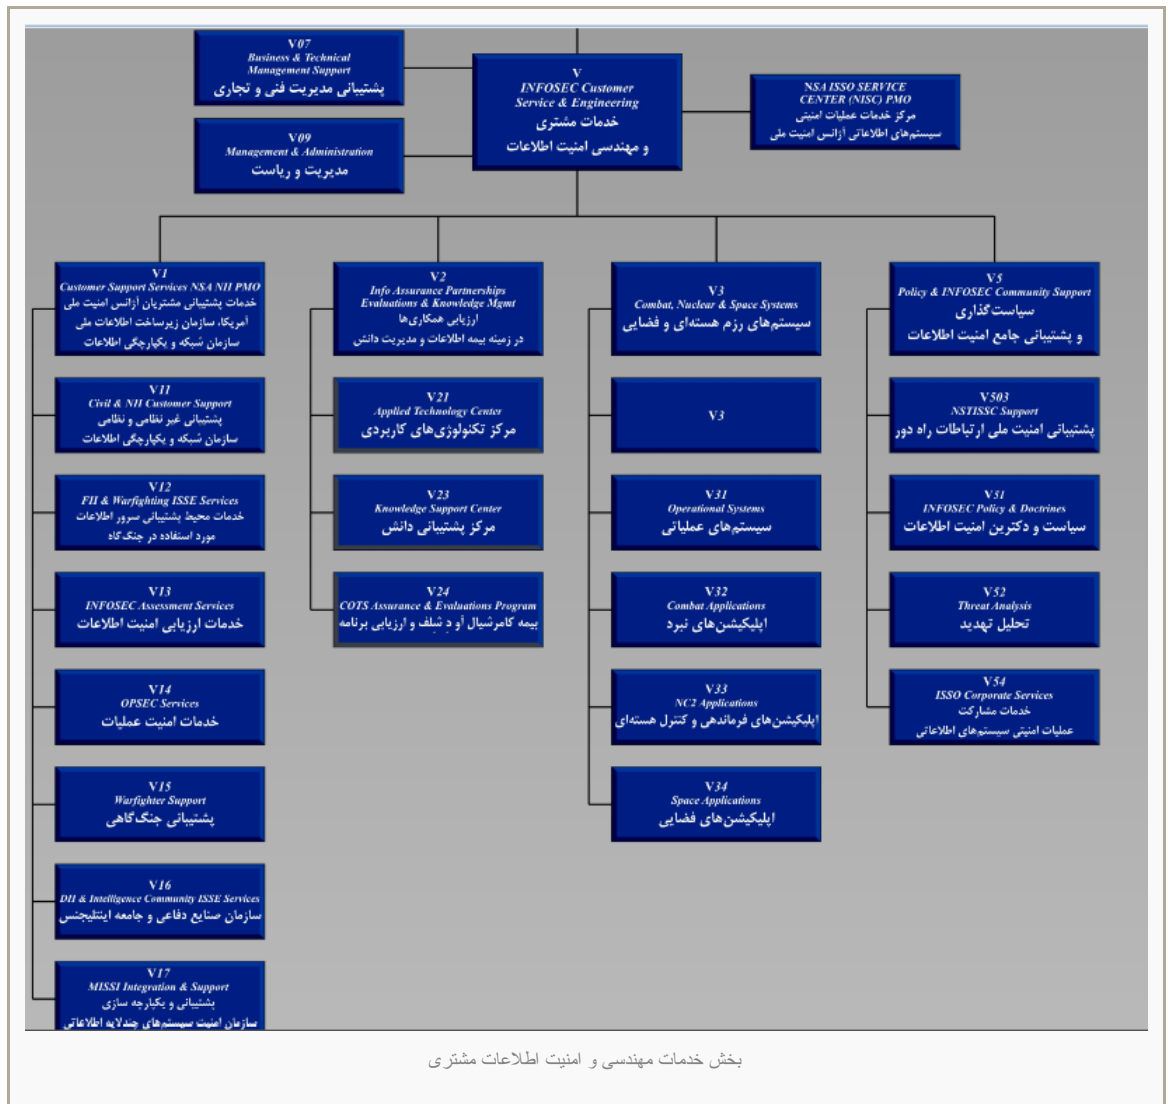 V07
Business & Technical
Management Support
پشتیبانی مدیریت فنی و تجاری
V
INFOSEC Customer
Service & Engineering
خدمات مشتری
و مهندسی امنیت اطلاعات
NSA ISSO SERVICE
CENTER (NISC) PMO
مرکز خدمات عملیات امنیتی
سیستم‌های اطلاعاتی آژانس امنیت ملی
V09
Management & Administration
مدیریت و ریاست
V1
Customer Support Services NSA NII PMO
خدمات پشتیبانی مشتریان آژانس امنیت ملی
آمریکا، سازمان زیرساخت اطلاعات ملی
سازمان شبکه و یکپارچگی اطلاعات
V11
Civil & NII Customer Support
پشتیبانی غیر نظامی و نظامی
سازمان شبکه و یکپارچگی اطلاعات
V12
FII & Warfighting ISSE Services
خدمات محیط پشتیبانی سرور اطلاعات
مورد استفاده در جنگ‌گاه
V13
INFOSEC Assessment Services
خدمات ارزیابی امنیت اطلاعات
V14
OPSEC Services
خدمات امنیت عملیات
V15
Warfighter Support
پشتیبانی جنگ‌گاهی
V16
DII & Intelligence Community ISSE Services
سازمان صنایع دفاعی و جامعه اینتلیجنس
V17
MISSI Integration & Support
پشتیبانی و یکپارچه سازی
سازمان امنیت سیستم‌های چندلایه اطلاعاتی
V2
Info Assurance Partnerships
Evaluations & Knowledge Mgmt
ارزیابی همکاری‌ها
در زمینه بیمه اطلاعات و مدیریت دانش
V21
Applied Technology Center
مرکز تکنولوژی‌های کاربردی
V23
Knowledge Support Center
مرکز پشتیبانی دانش
V24
COTS Assurance & Evaluations Program
بیمه کامرشیال آو د شلف و ارزیابی برنامه
V3
Combat, Nuclear & Space Systems
سیستم‌های رزم هسته‌ای و فضایی
V3
V31
Operational Systems
سیستم‌های عملیاتی
V32
Combat Applications
اپلیکیشن‌های نبرد
V33
NC2 Applications
اپلیکیشن‌های فرماندهی و کنترل هسته‌ای
V34
Space Applications
اپلیکیشن‌های فضایی
V5
Policy & INFOSEC Community Support
سیاست‌گذاری
و پشتیبانی جامع امنیت اطلاعات
V503
NSTISSC Support
پشتیبانی امنیت ملی ارتباطات راه دور
V51
INFOSEC Policy & Doctrines
سیاست و دکترین امنیت اطلاعات
V52
Threat Analysis
تحلیل تهدید
V54
ISSO Corporate Services
خدمات مشارکت
عملیات امنیتی سیستم‌های اطلاعاتی
بخش خدمات مهندسی و امنیت اطلاعات مشتری